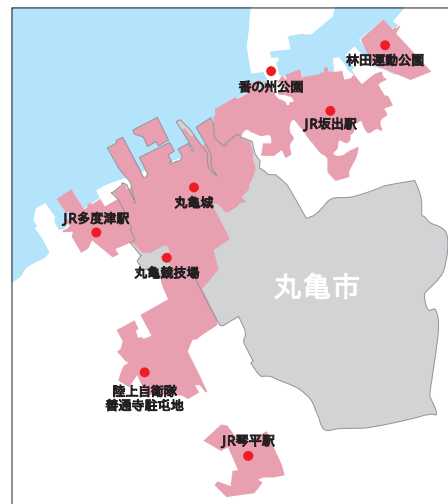 林田運動公園
番の州公園
JR坂出駅
丸亀城
JR多度津駅
丸亀競技場
丸亀市
陸上自衛隊
善通寺駐屯地
JR琴平駅